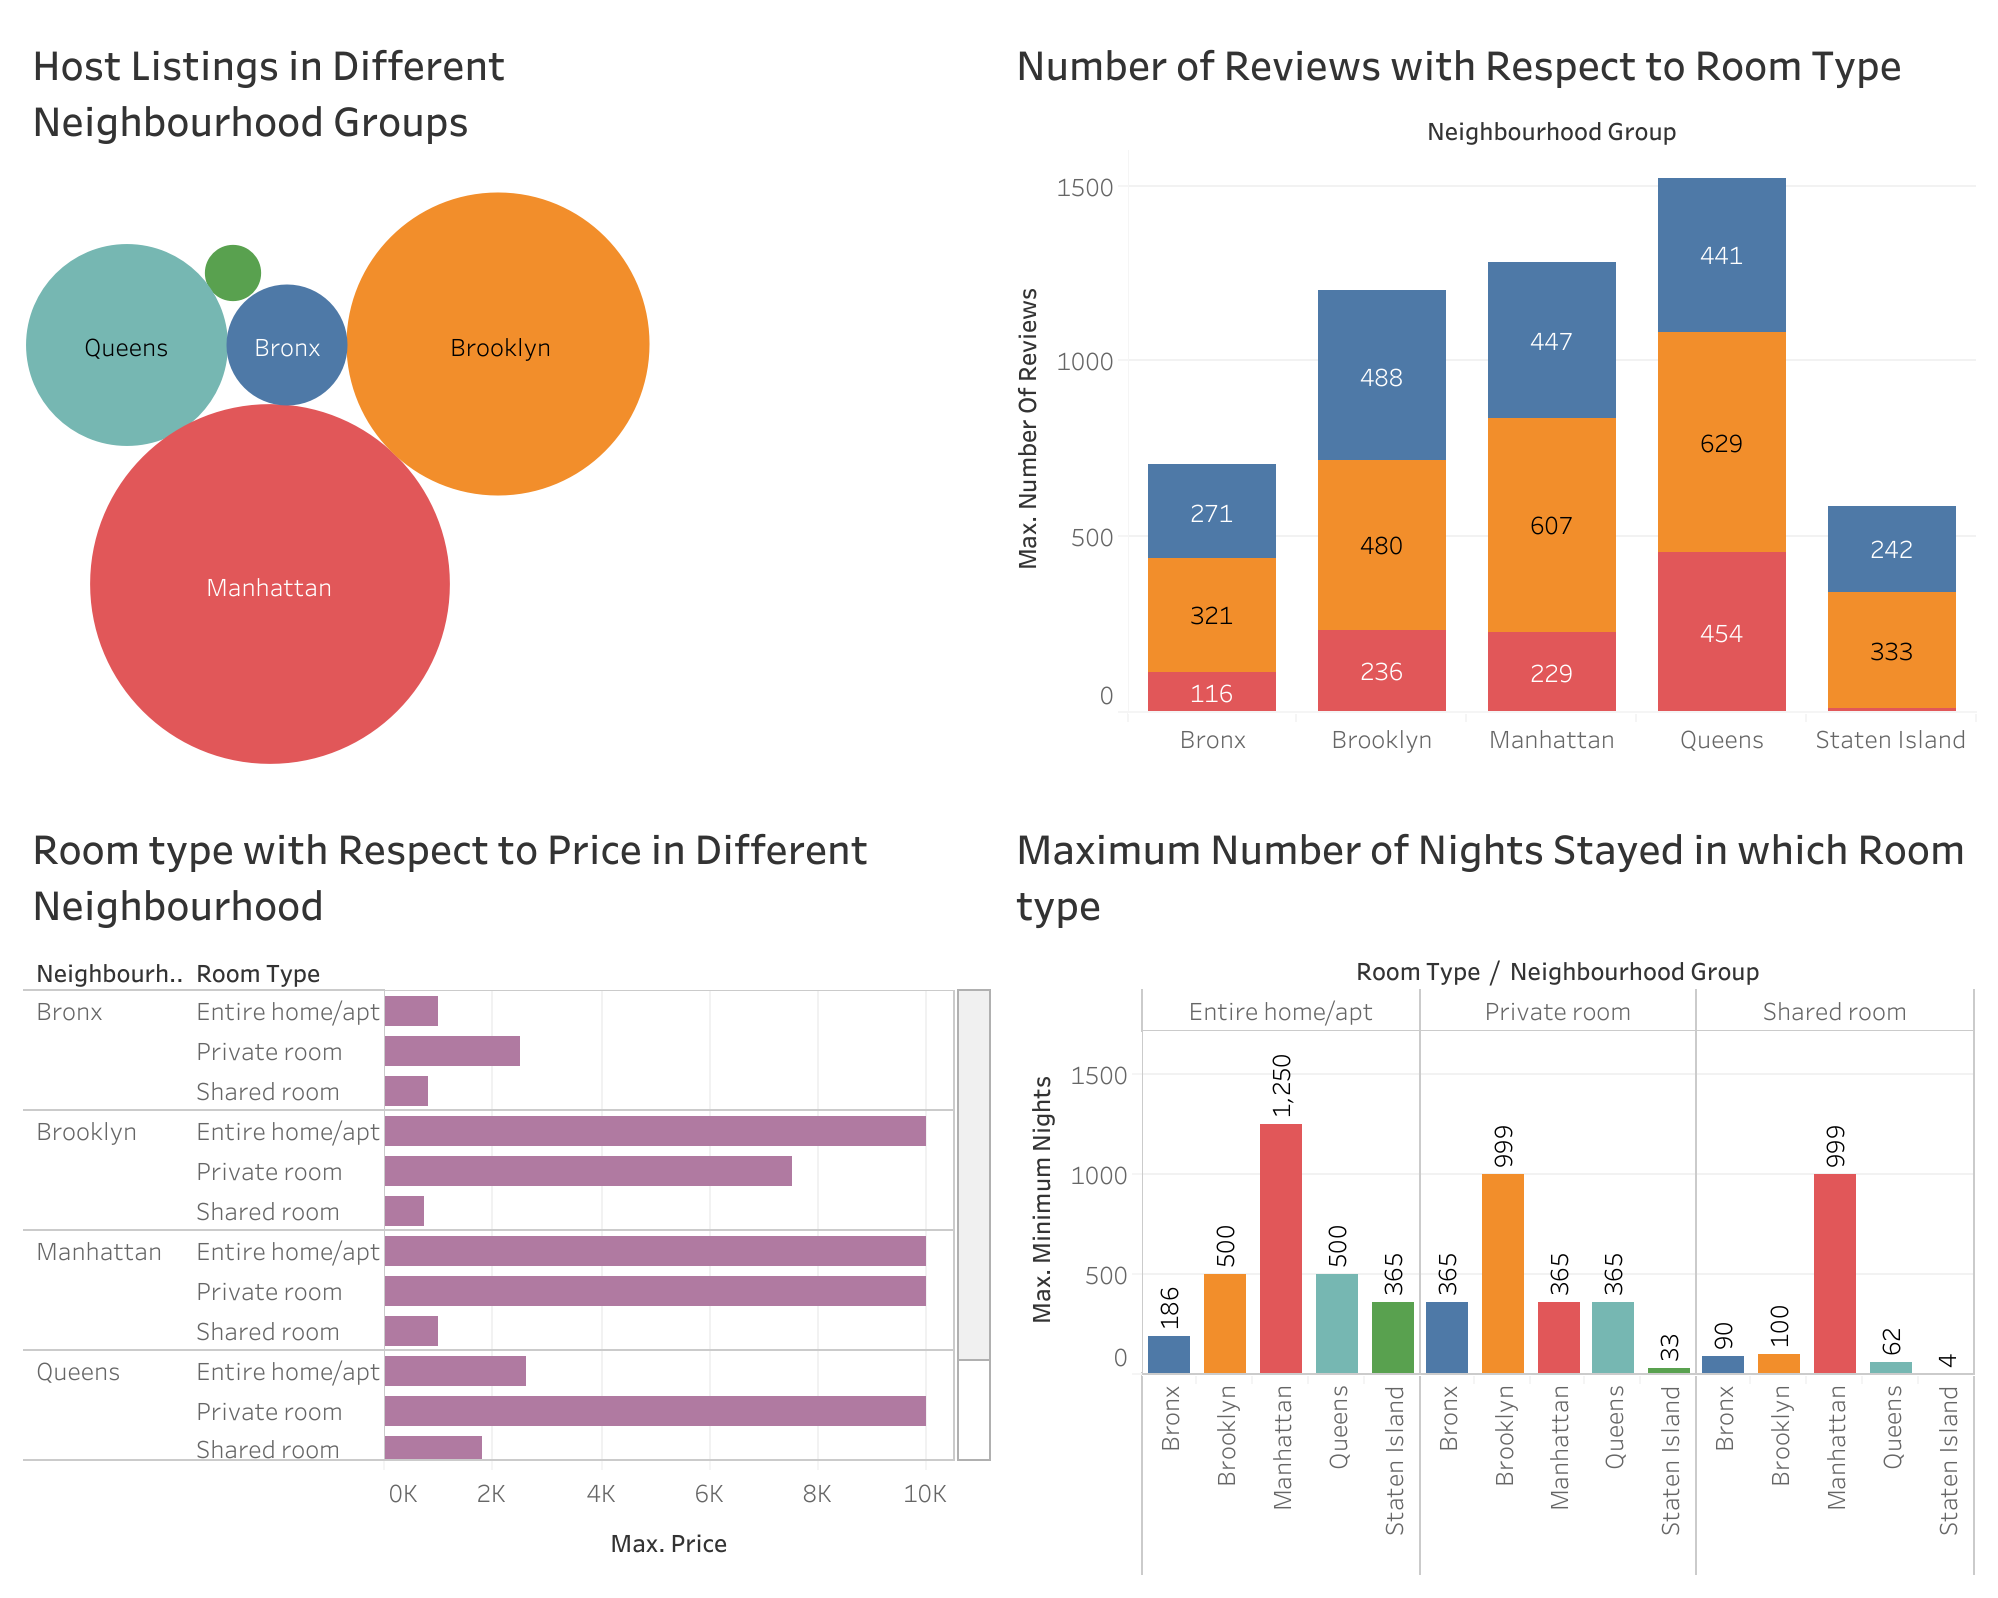 Host Listings in Different
Neighbourhood Groups
Queens
Bronx
Brooklyn
Manhattan
Number of Reviews with Respect to Room Type
Neighbourhood Group
Max. Number Of Reviews
1500
1000
500
0
271
321
116
488
480
236
447
607
229
441
629
454
242
333
Bronx
Brooklyn
Manhattan
Queens
Staten Island
Room type with Respect to Price in Different
Neighbourhood
Neighbourh.. Room Type
Bronx Entire home/apt
Private room
Shared room
Brooklyn Entire home/apt
Private room
Shared room
Manhattan Entire home/apt
Private room
Shared room
Queens Entire home/apt
Private room
Shared room
0K 2K 4K 6K 8K 10K
Max. Price
Maximum Number of Nights Stayed in which Room
type
Room Type / Neighbourhood Group
Entire home/apt Private room Shared room
Max. Minimum Nights
1500
1000
500
0
186
500
1,250
500
365
365
999
365
365
33
90
100
999
62
4
Bronx
Brooklyn
Manhattan
Queens
Staten Island
Bronx
Brooklyn
Manhattan
Queens
Staten Island
Bronx
Brooklyn
Manhattan
Queens
Staten Island